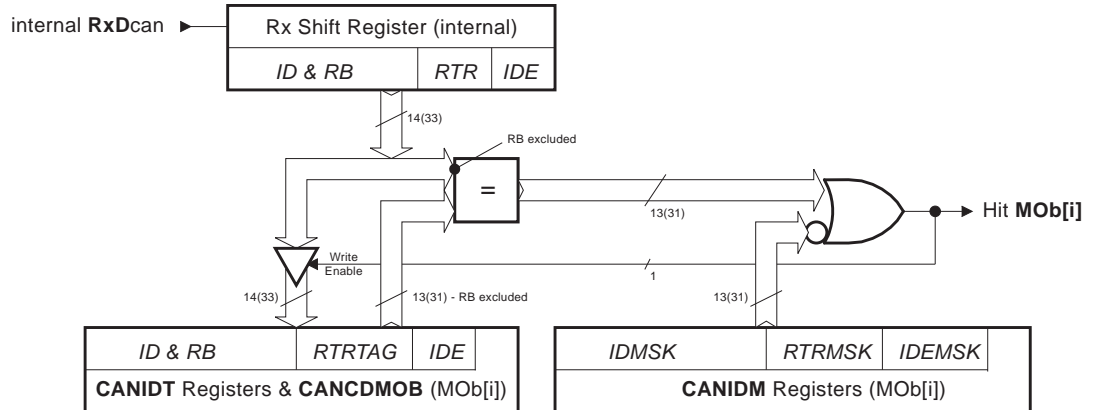 internal RxDcan
Rx Shift Register (internal)
ID & RB RTR IDE
14(33)
RB excluded
=
13(31)
Hit MOb[i]
Write
Enable
1
14(33)
13(31) - RB excluded
13(31)
ID & RB RTRTAG IDE
CANIDT Registers & CANCDMOB (MOb[i])
IDMSK RTRMSK IDEMSK
CANIDM Registers (MOb[i])